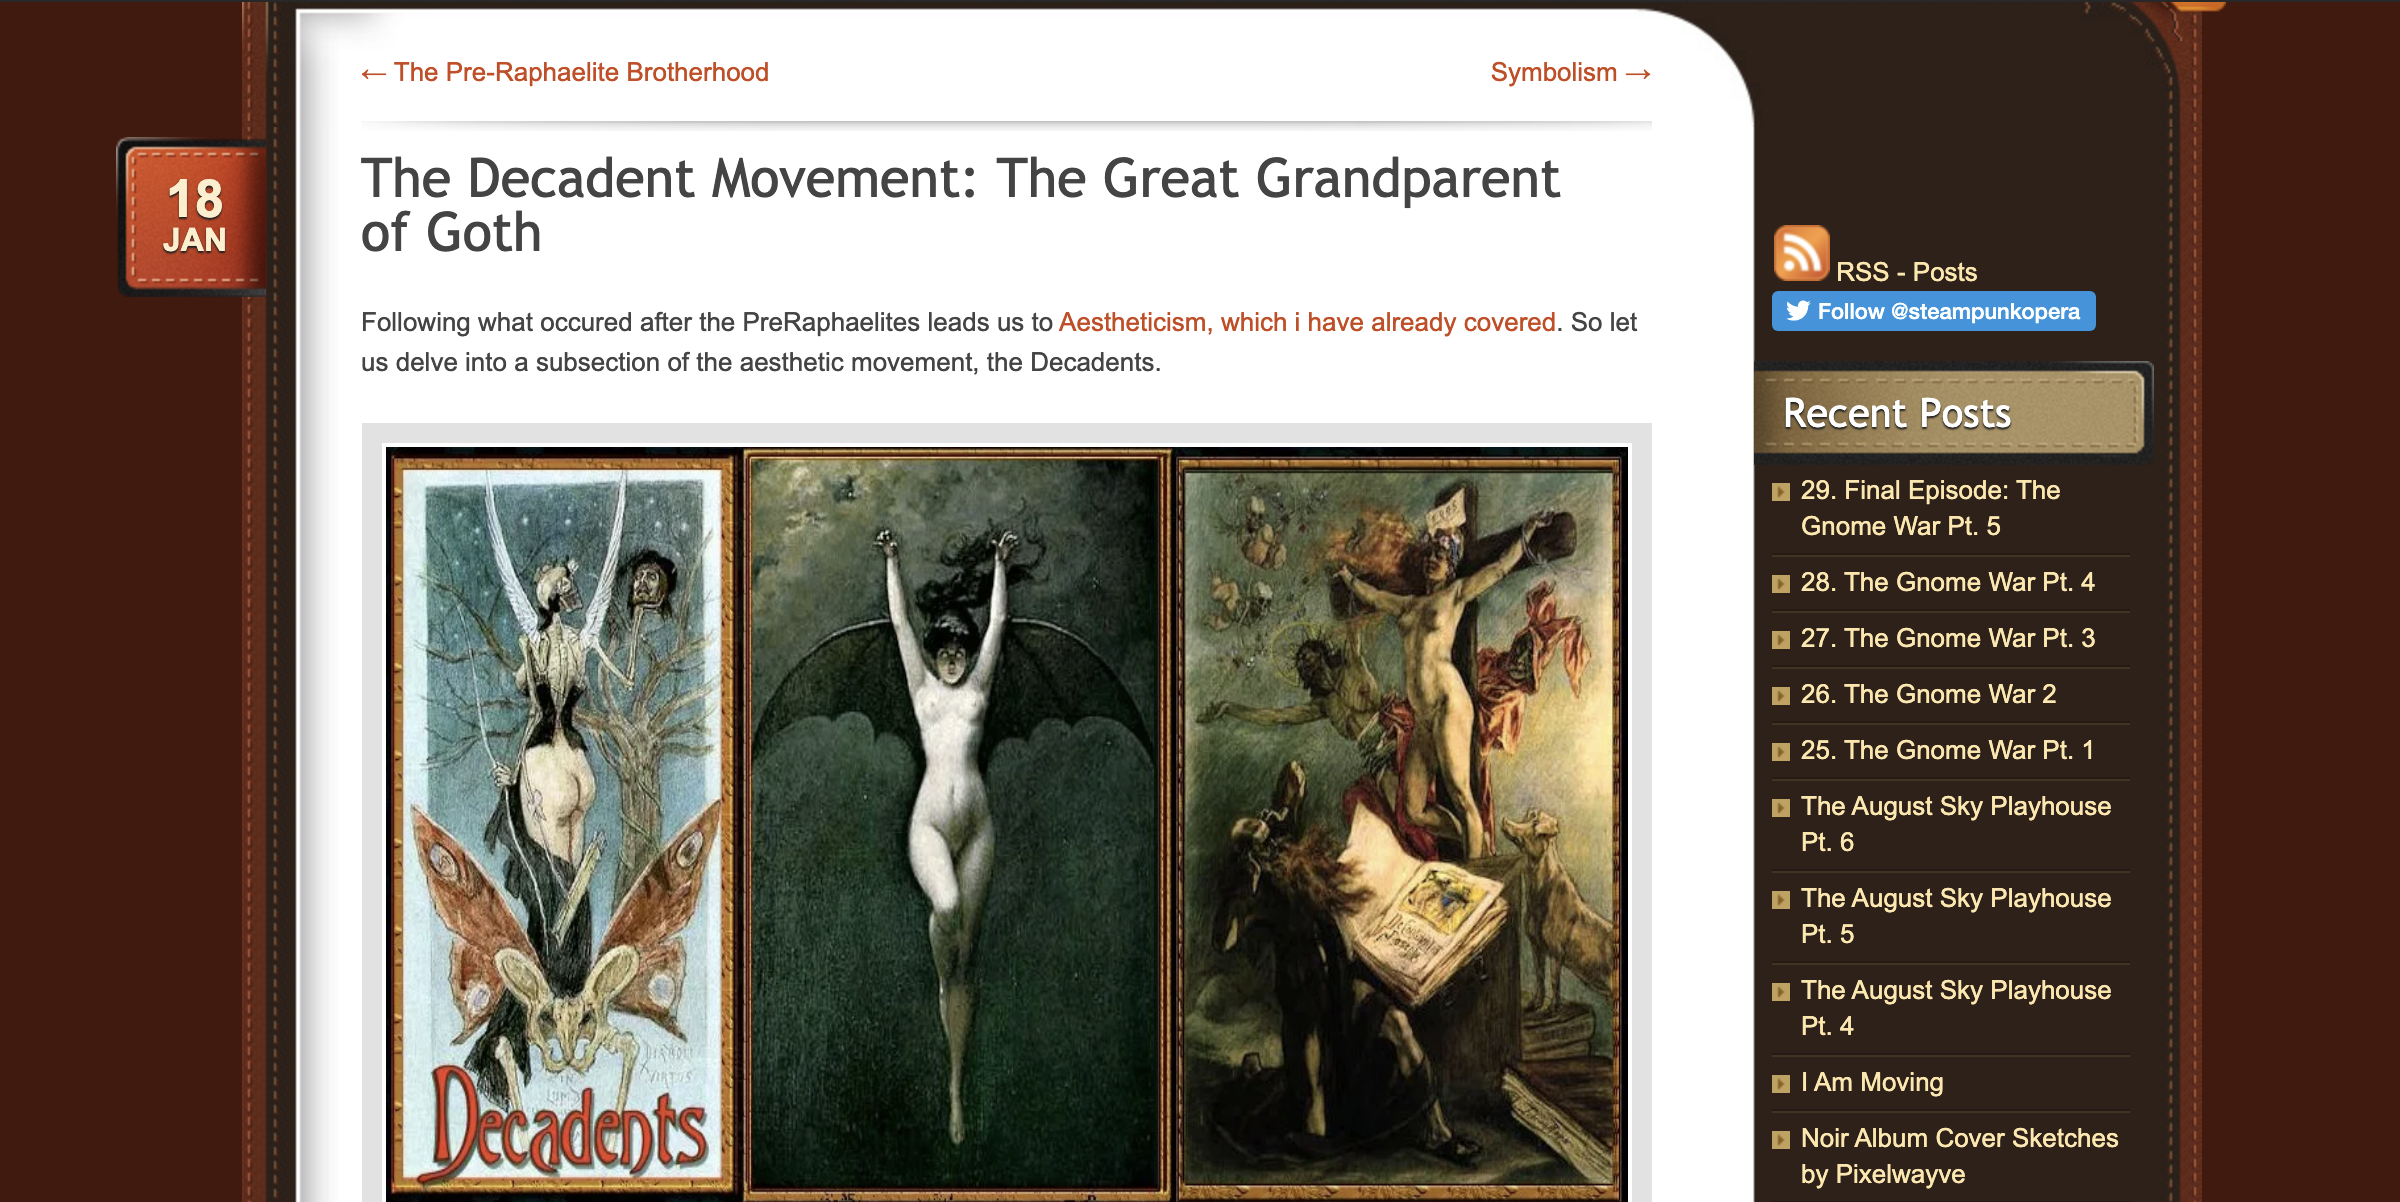 ← The Pre-Raphaelite Brotherhood
Symbolism →
18
JAN
The Decadent Movement: The Great Grandparent
of Goth
Following what occured after the PreRaphaelites leads us to Aestheticism, which i have already covered. So let
us delve into a subsection of the aesthetic movement, the Decadents.
Decadents
RSS - Posts
Follow @steampunkopera
Recent Posts
29. Final Episode: The
Gnome War Pt. 5
28. The Gnome War Pt. 4
27. The Gnome War Pt. 3
26. The Gnome War 2
25. The Gnome War Pt. 1
The August Sky Playhouse
Pt. 6
The August Sky Playhouse
Pt. 5
The August Sky Playhouse
Pt. 4
I Am Moving
Noir Album Cover Sketches
by Pixelwayve